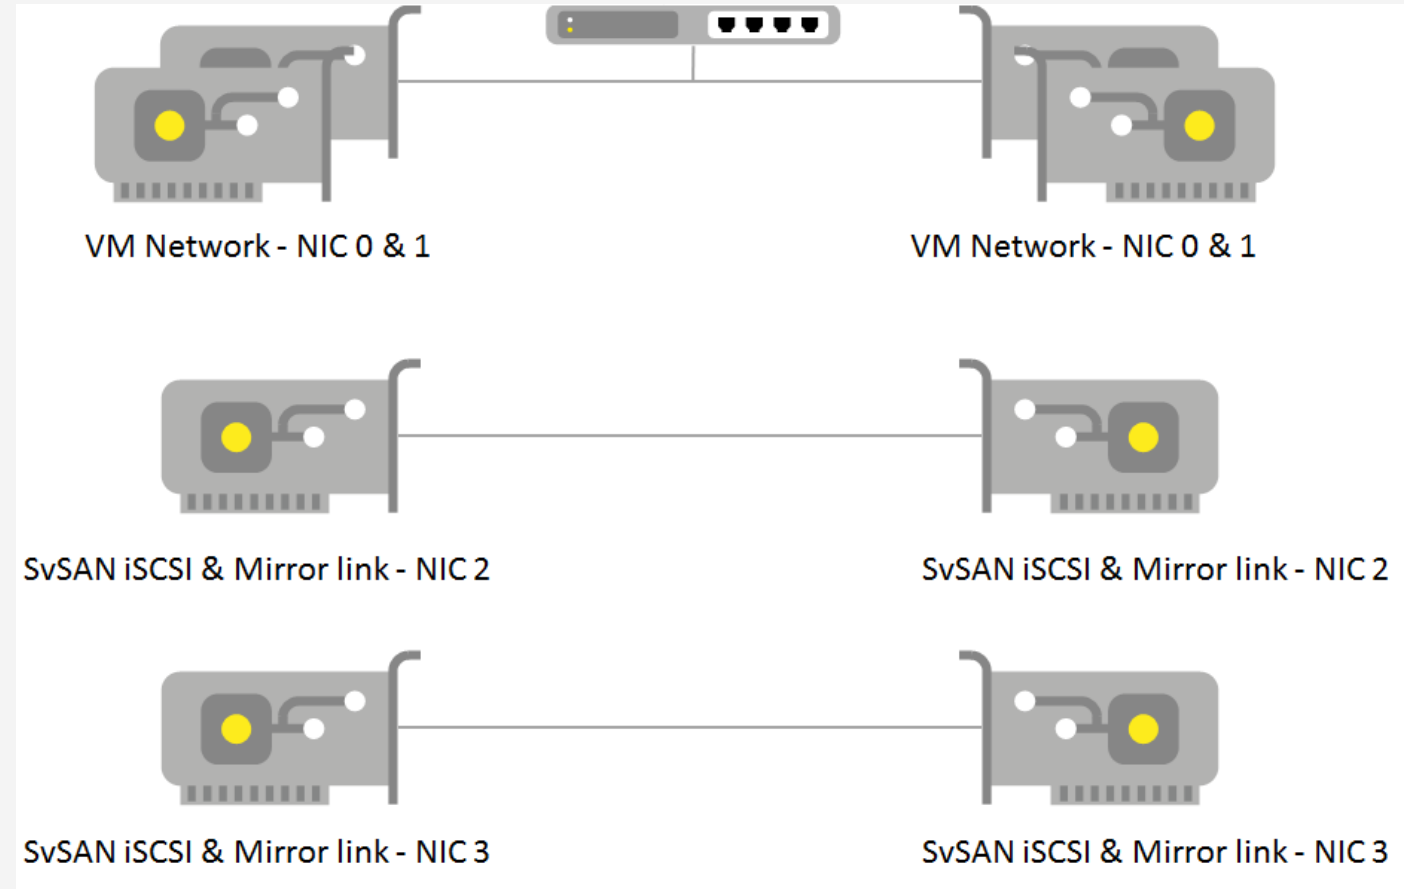 VM Network - NIC 0 & 1
VM Network - NIC 0 & 1
SvSAN iSCSI & Mirror link - NIC 2
SvSAN iSCSI & Mirror link - NIC 2
SvSAN iSCSI & Mirror link - NIC 3
SvSAN iSCSI & Mirror link - NIC 3